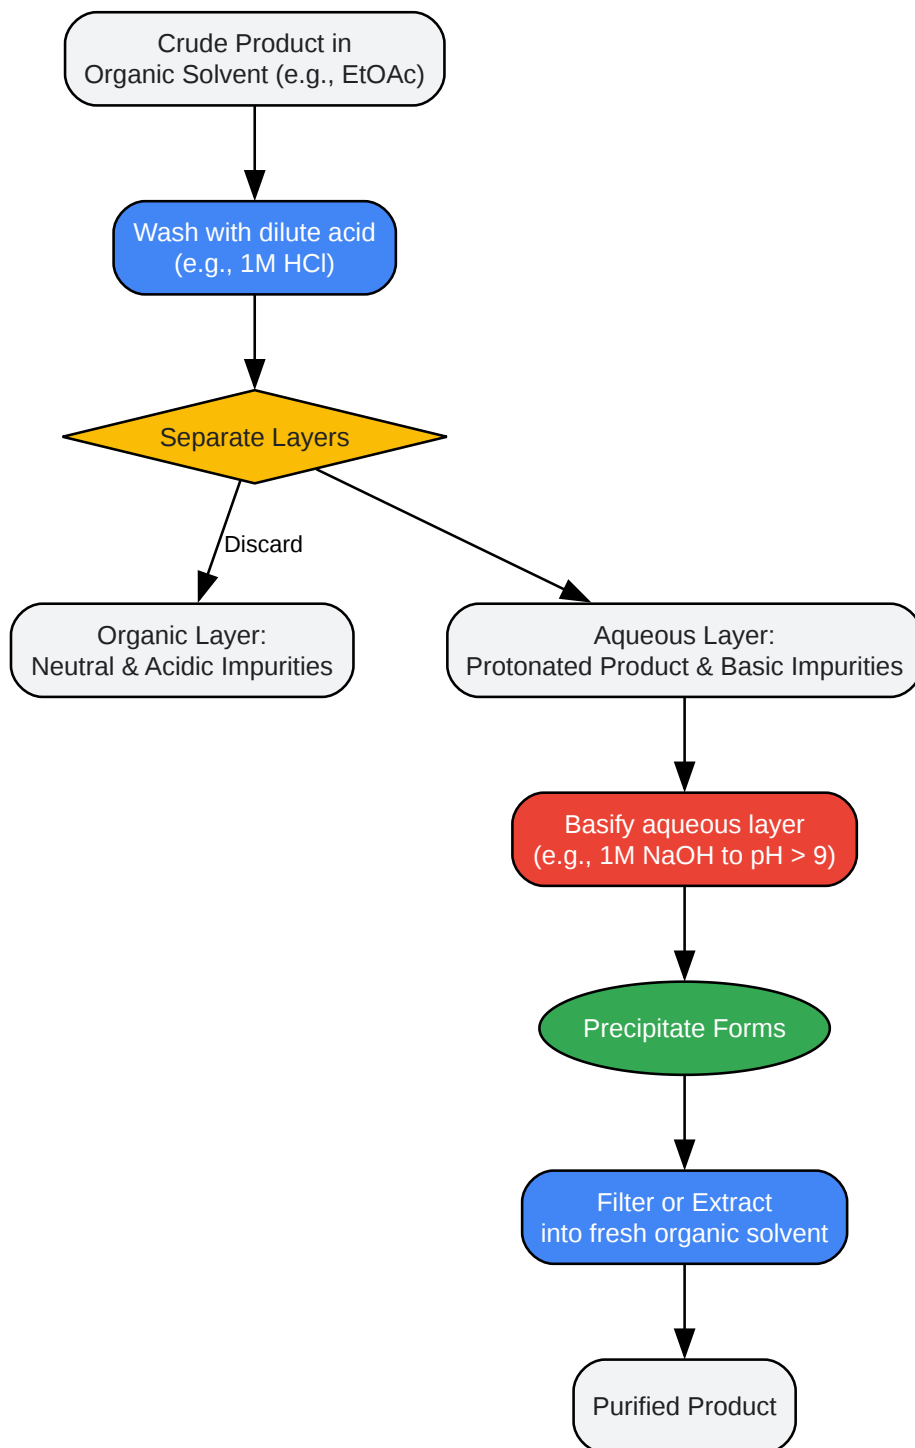 Crude Product in
Organic Solvent (e.g., EtOAc)
Wash with dilute acid
(e.g., 1M HCl)
Separate Layers
Discard
Organic Layer:
Neutral & Acidic Impurities
Aqueous Layer:
Protonated Product & Basic Impurities
Basify aqueous layer
(e.g., 1M NaOH to pH > 9)
Precipitate Forms
Filter or Extract
into fresh organic solvent
Purified Product